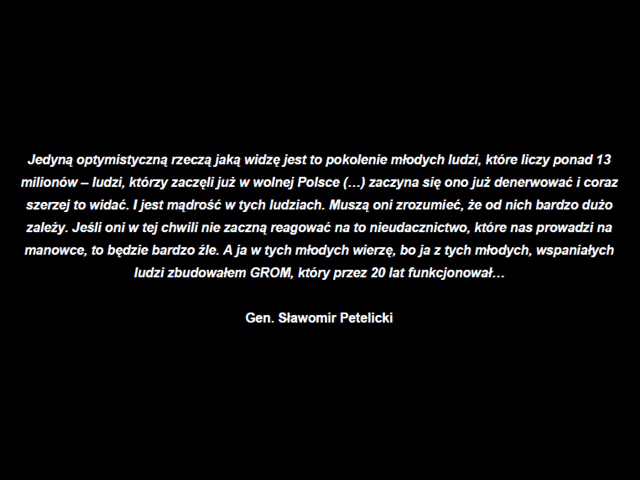 Jedyną optymistyczną rzeczą jaką widzę jest to pokolenie młodych ludzi, które liczy ponad 13
milionów – ludzi, którzy zaczęli już w wolnej Polsce (…) zaczyna się ono już denerwować i coraz
szerzej to widać. I jest mądrość w tych ludziach. Muszą oni zrozumieć, że od nich bardzo dużo
zależy. Jeśli oni w tej chwili nie zaczną reagować na to nieudacznictwo, które nas prowadzi na
manowce, to będzie bardzo źle. A ja w tych młodych wierzę, bo ja z tych młodych, wspaniałych
ludzi zbudowałem GROM, który przez 20 lat funkcjonował…
Gen. Sławomir Petelicki